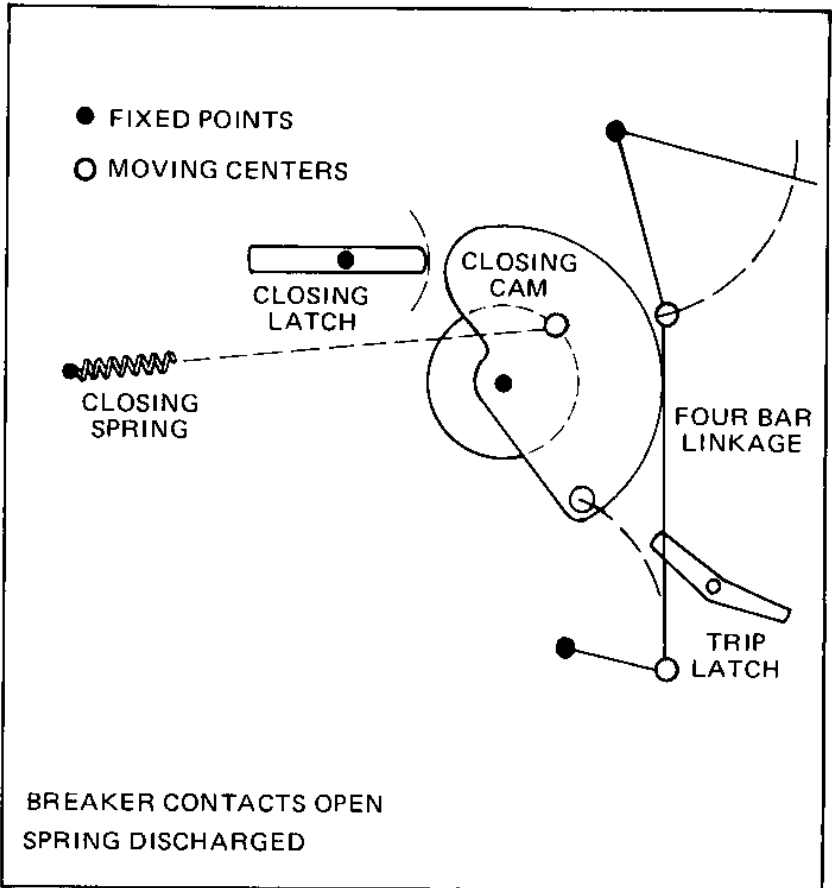 FIXED POINTS
MOVING CENTERS
CLOSING
CAM
CLOSING
LATCH
CLOSING
SPRING
FOUR BAR
LINKAGE
TRIP
LATCH
BREAKER CONTACTS OPEN
SPRING DISCHARGED